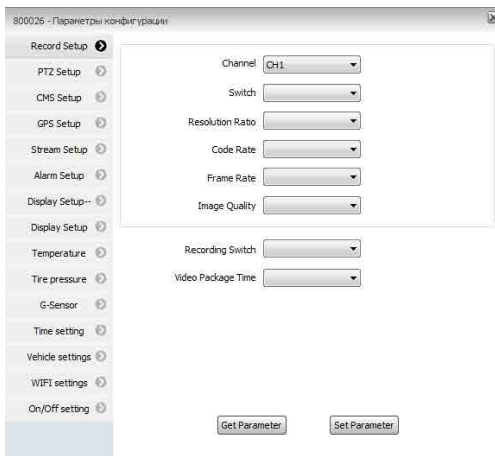 800026 - Параметры конфигурации
Record Setup
PTZ Setup
CMS Setup
GPS Setup
Stream Setup
Alarm Setup
Display Setup--
Display Setup
Temperature
Tire pressure
G-Sensor
Time setting
Vehicle settings
WIFI settings
On/Off setting
Channel CH1
Switch
Resolution Ratio
Code Rate
Frame Rate
Image Quality
Recording Switch
Video Package Time
Get Parameter Set Parameter